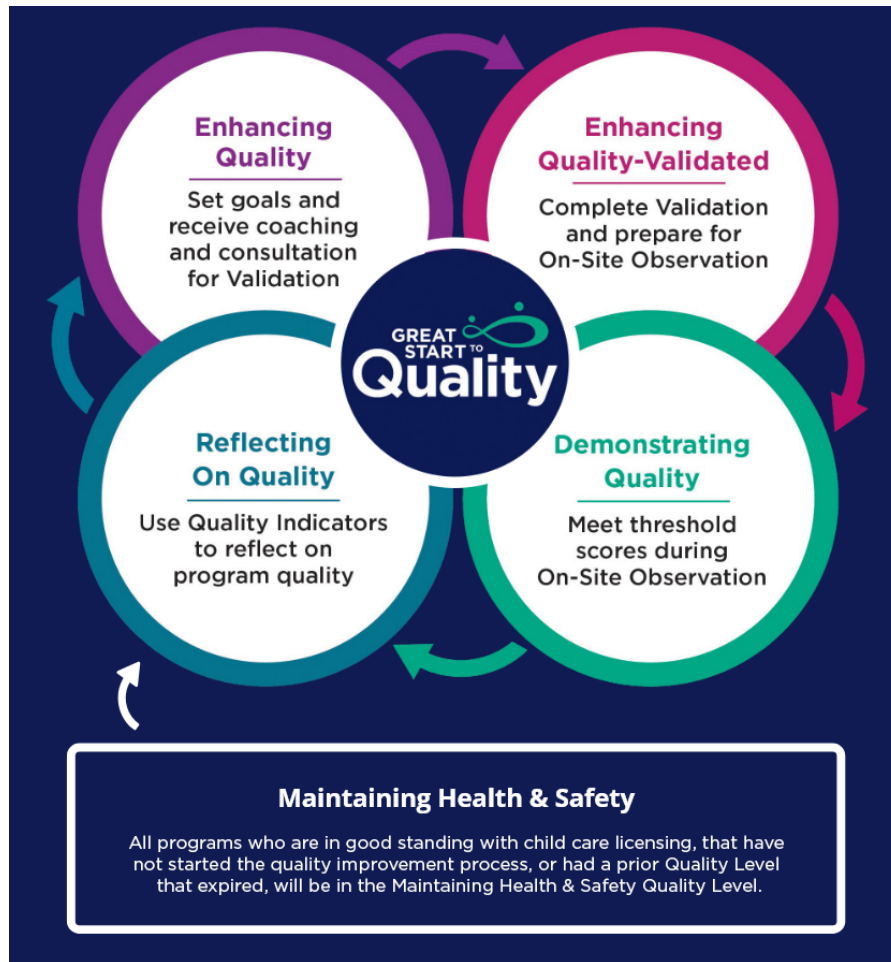 Enhancing
Quality
Set goals and
receive coaching
and consultation
for Validation
Enhancing
Quality-Validated
Complete Validation
and prepare for
On-Site Observation
GREAT
START TO
Quality
Reflecting
On Quality
Use Quality Indicators
to reflect on
program quality
Demonstrating
Quality
Meet threshold
scores during
On-Site Observation
Maintaining Health & Safety
All programs who are in good standing with child care licensing, that have
not started the quality improvement process, or had a prior Quality Level
that expired, will be in the Maintaining Health & Safety Quality Level.